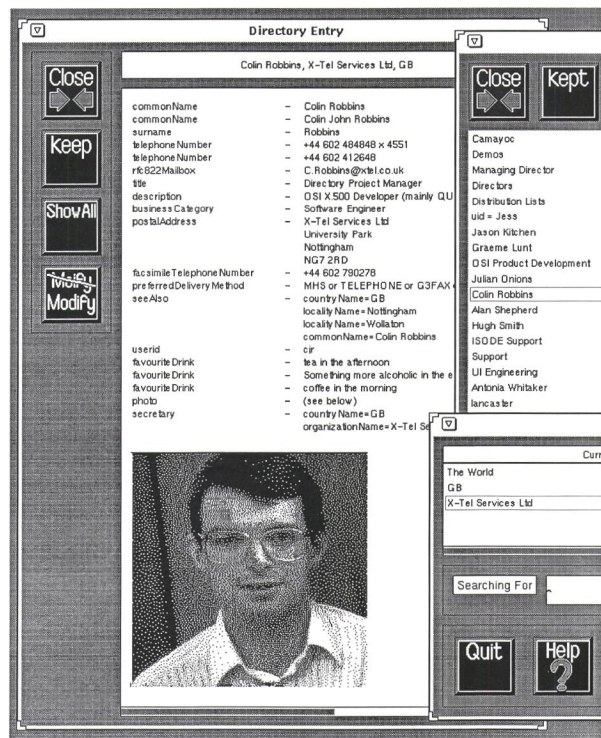 Directory Entry
Close
Keep
Show All
Modify
Modify
Colin Robbins, X-Tel Services Ltd, GB
commonName – Colin Robbins
commonName – Colin John Robbins
surname – Robbins
telephoneNumber – +44 602 484848 x 4551
telephoneNumber – +44 602 412648
rfc822Mailbox – C.Robbins@xtel.co.uk
title – Directory Project Manager
description – OSI X.500 Developer (mainly QU
businessCategory – Software Engineer
postalAddress – X-Tel Services Ltd
University Park
Nottingham
NG7 2RD
facsimileTelephoneNumber – +44 602 790278
preferredDeliveryMethod – MHS or TELEPHONE or G3FAX
seeAlso – countryName=GB
localityName=Nottingham
localityName=Wollaton
commonName=Colin Robbins
userid – cjr
favouriteDrink – tea in the afternoon
favouriteDrink – Something more alcoholic in the e
favouriteDrink – coffee in the morning
photo – (see below)
secretary – countryName=GB
organizationName=X-Tel Se
Close
Kept
Camayoc
Demos
Managing Director
Directors
Distribution Lists
uid = Jess
Jason Kitchen
Graeme Lunt
OSI Product Development
Julian Onions
Colin Robbins
Alan Shepherd
Hugh Smith
ISODE Support
Support
UI Engineering
Antonia Whitaker
lancaster
Curr
The World
GB
X-Tel Services Ltd
Searching For
Quit
Help
?